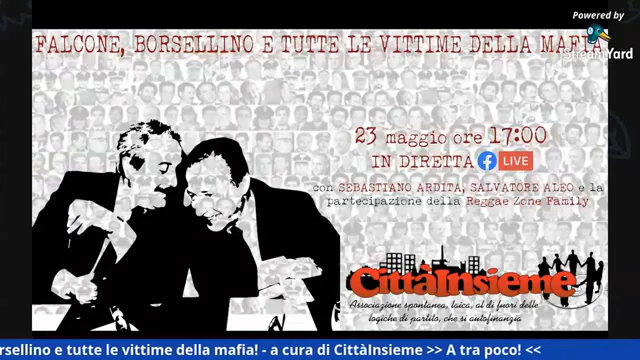 Powered by
StreamYard
FALCONE, BORSELLINO E TUTTE LE VITTIME DELLA MAFIA
23 maggio ore 17:00
IN DIRETTA f LIVE
con SEBASTIANO ARDITA, SALVATORE ALEO e la
partecipazione della Reggae Zone Family
CittàInsieme
Associazione spontanea, laica, al di fuori delle
logiche di partito, che si autofinanzia
rsellino e tutte le vittime della mafia! - a cura di CittàInsieme >> A tra poco! <<